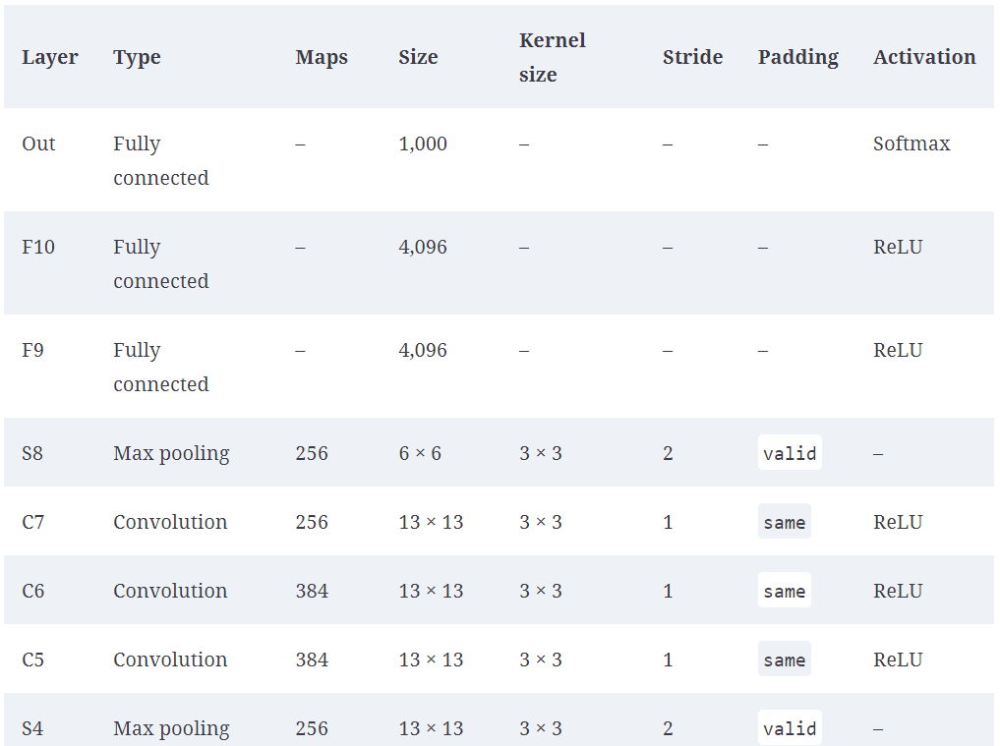 Layer Type Maps Size Kernel size Stride Padding Activation
Out Fully connected – 1,000 – – – Softmax
F10 Fully connected – 4,096 – – – ReLU
F9 Fully connected – 4,096 – – – ReLU
S8 Max pooling 256 6 × 6 3 × 3 2 valid –
C7 Convolution 256 13 × 13 3 × 3 1 same ReLU
C6 Convolution 384 13 × 13 3 × 3 1 same ReLU
C5 Convolution 384 13 × 13 3 × 3 1 same ReLU
S4 Max pooling 256 13 × 13 3 × 3 2 valid –